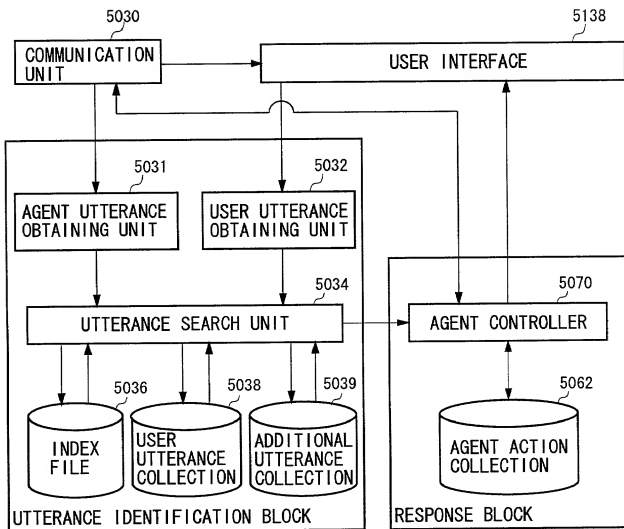 5030
5138
COMMUNICATION
UNIT
USER INTERFACE
5031
5032
AGENT UTTERANCE
OBTAINING UNIT
USER UTTERANCE
OBTAINING UNIT
5034
5070
UTTERANCE SEARCH UNIT
AGENT CONTROLLER
5036
5038
5039
5062
INDEX
FILE
USER
UTTERANCE
COLLECTION
ADDITIONAL
UTTERANCE
COLLECTION
AGENT ACTION
COLLECTION
UTTERANCE IDENTIFICATION BLOCK
RESPONSE BLOCK